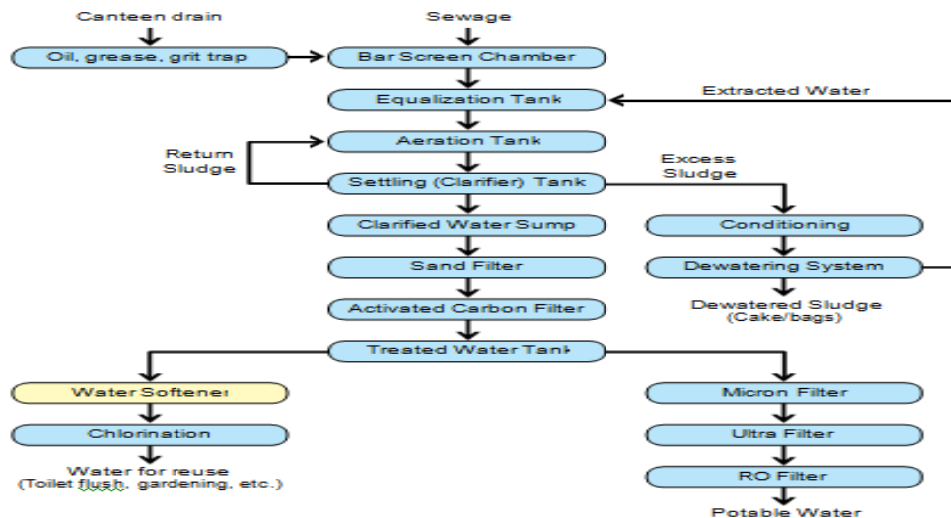 Canteen drain
Sewage
Oil, grease, grit trap
Bar Screen Chamber
Equalization Tank
Extracted Water
Aeration Tank
Return
Sludge
Excess
Sludge
Settling (Clarifier) Tank
Clarified Water Sump
Conditioning
Sand Filter
Dewatering System
Activated Carbon Filter
Dewatered Sludge
(Cake/bags)
Treated Water Tank
Water Softener
Micron Filter
Chlorination
Ultra Filter
Water for reuse
(Toilet flush, gardening, etc.)
RO Filter
Potable Water